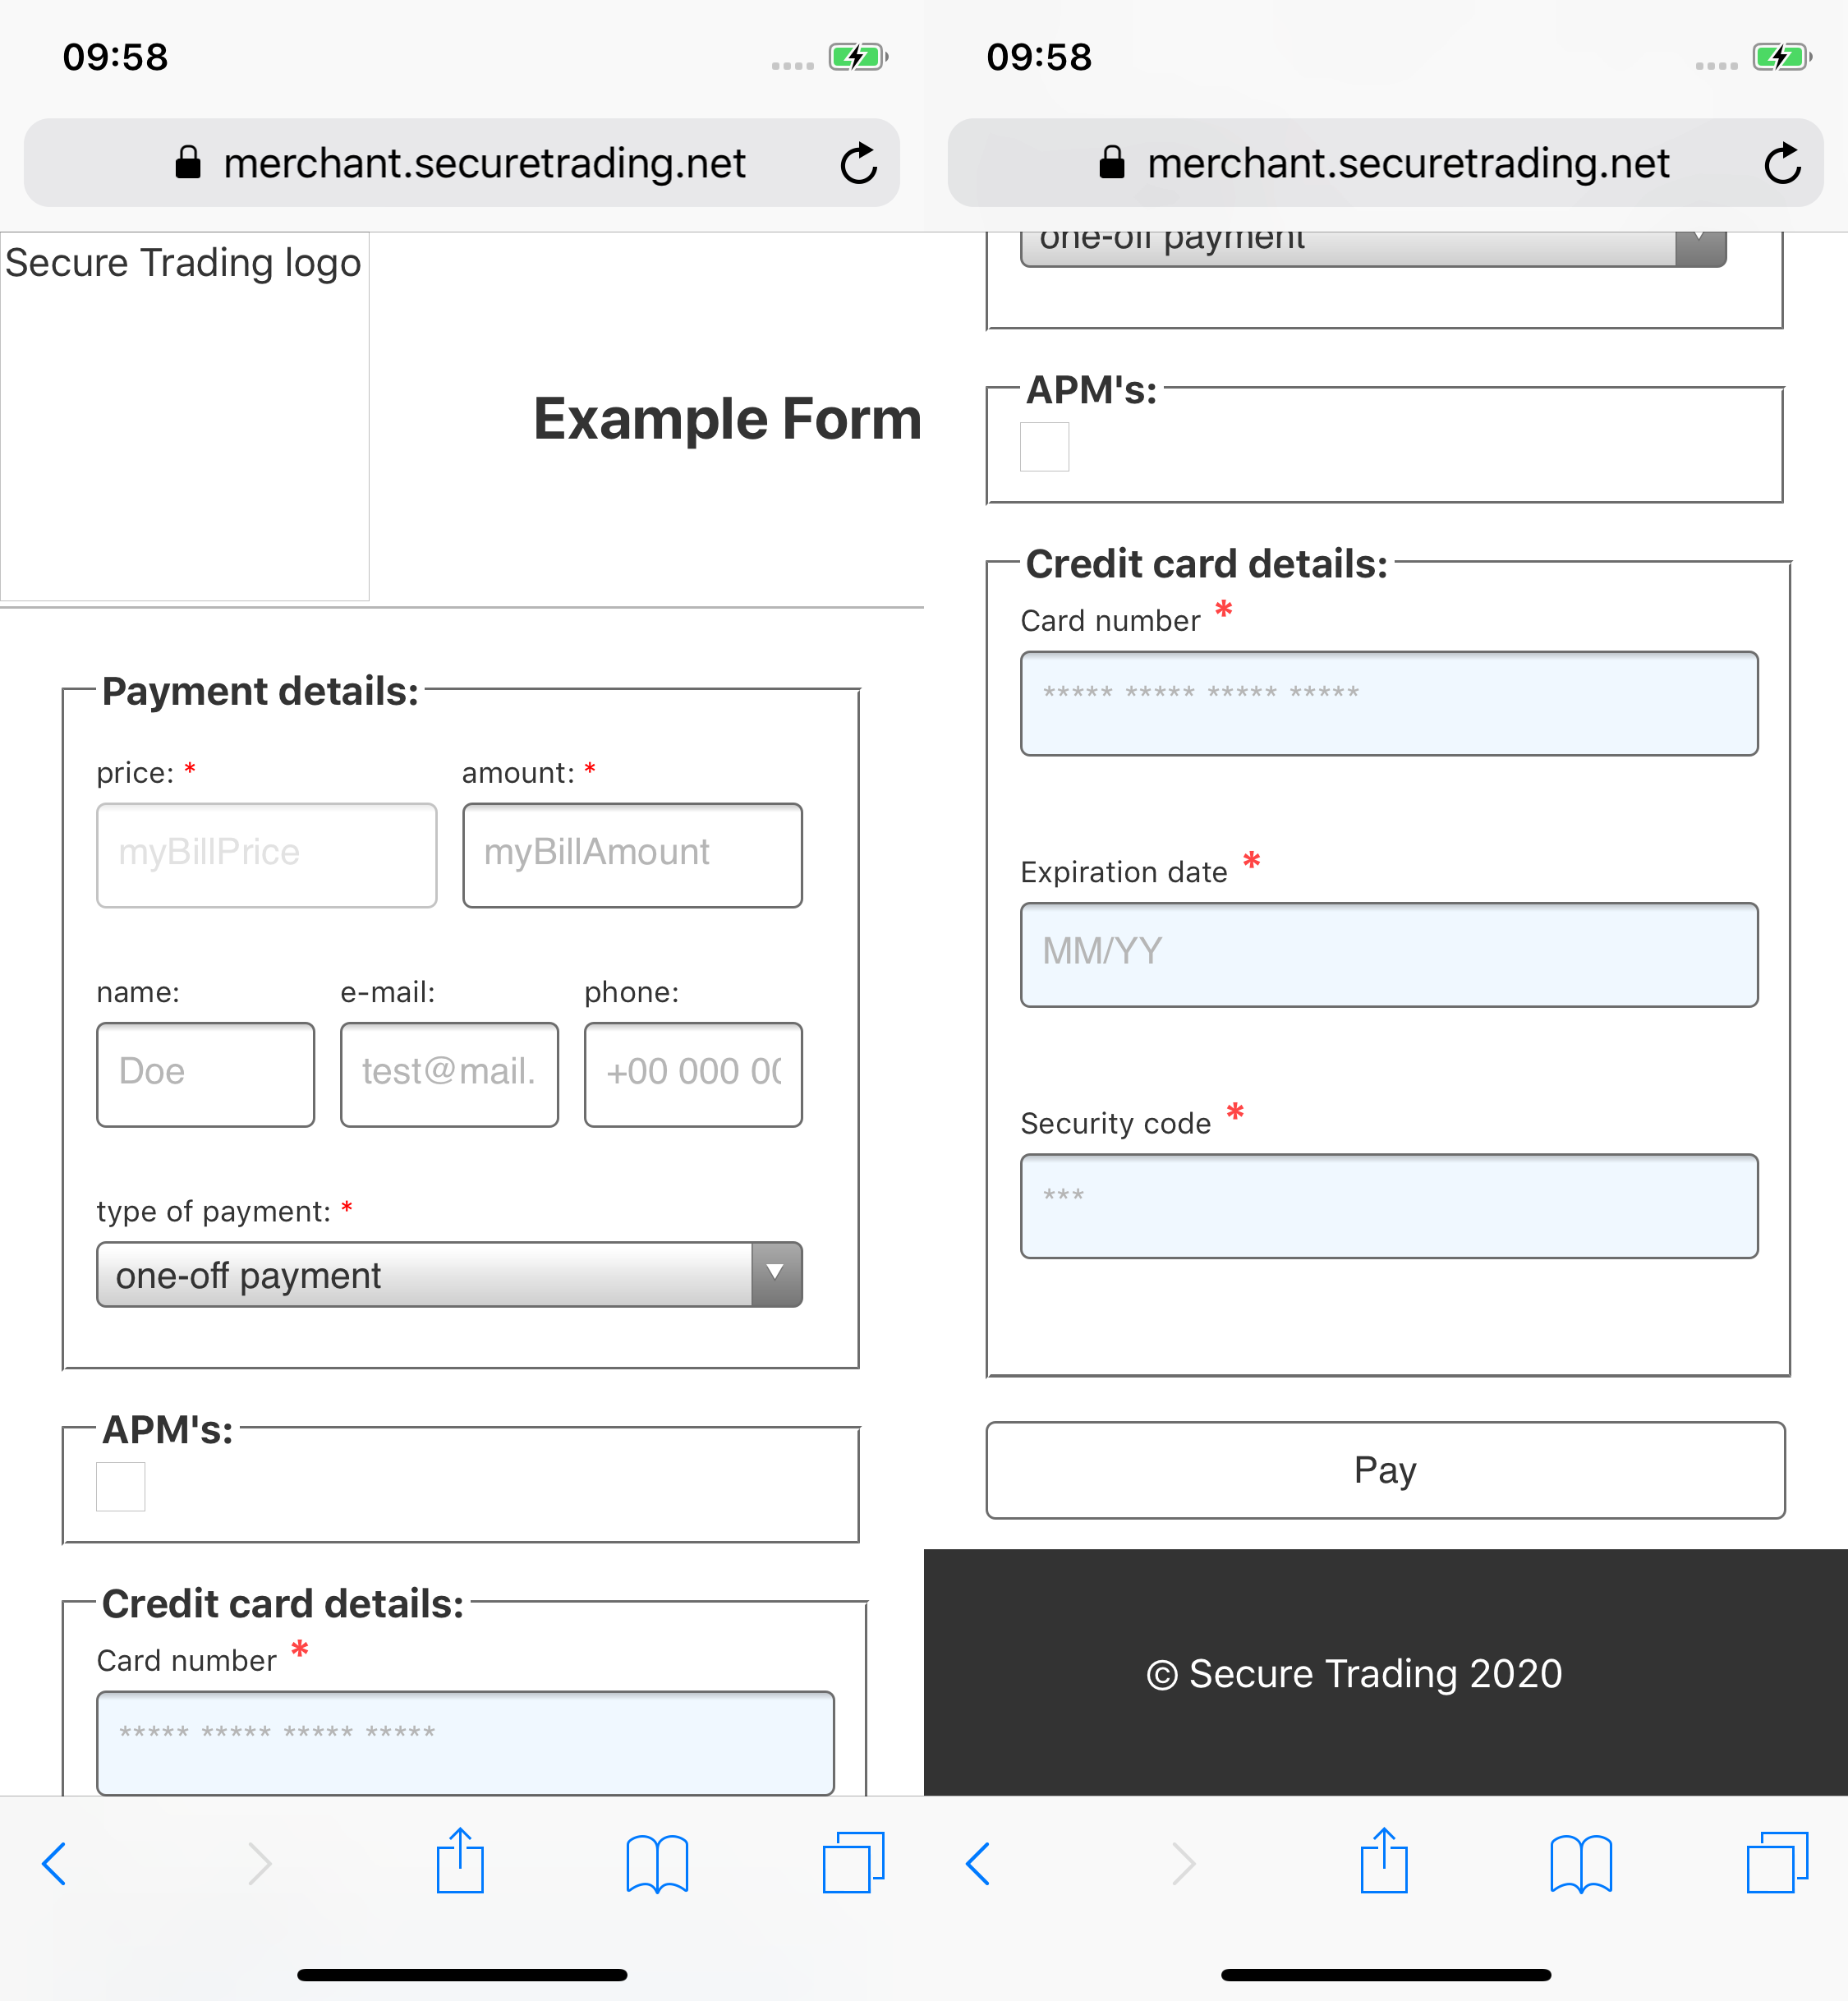 09:58
merchant.securetrading.net
Secure Trading logo
Example Form
Payment details:
price: * amount: *
myBillPrice myBillAmount
name: e-mail: phone:
Doe test@mail. +00 000 0
type of payment: *
one-off payment
APM's:
Credit card details:
Card number *
***** ***** ***** *****
09:58
merchant.securetrading.net
one-off payment
APM's:
Credit card details:
Card number *
***** ***** ***** *****
Expiration date *
MM/YY
Security code *
***
Pay
© Secure Trading 2020